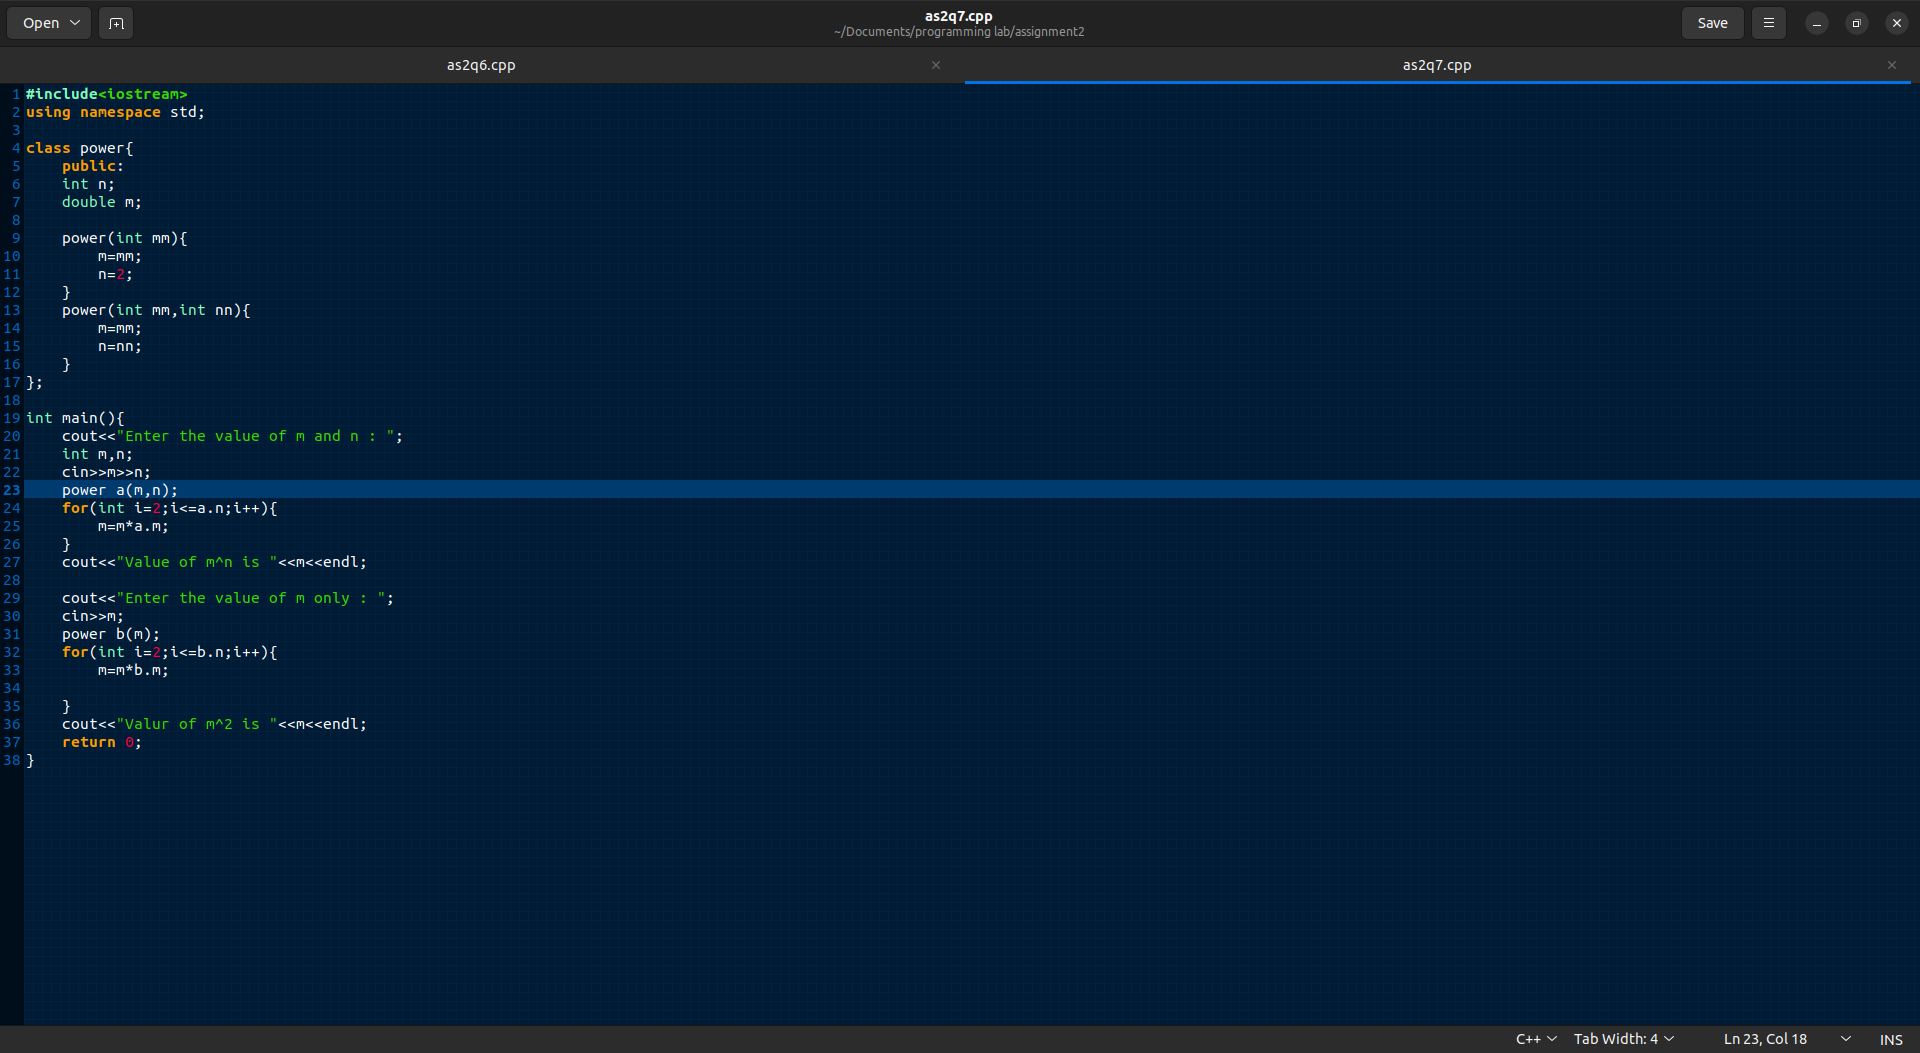 Open
as2q7.cpp
~/Documents/programming lab/assignment2
Save
as2q6.cpp
as2q7.cpp
1 #include<iostream>
2 using namespace std;
3
4 class power{
5     public:
6     int n;
7     double m;
8
9     power(int mm){
10         m=mm;
11         n=2;
12     }
13     power(int mm,int nn){
14         m=mm;
15         n=nn;
16     }
17 };
18
19 int main(){
20     cout<<"Enter the value of m and n : ";
21     int m,n;
22     cin>>m>>n;
23     power a(m,n);
24     for(int i=2;i<=a.n;i++){
25         m=m*a.m;
26     }
27     cout<<"Value of m^n is "<<m<<endl;
28
29     cout<<"Enter the value of m only : ";
30     cin>>m;
31     power b(m);
32     for(int i=2;i<=b.n;i++){
33         m=m*b.m;
34
35     }
36     cout<<"Valur of m^2 is "<<m<<endl;
37     return 0;
38 }
C++ Tab Width: 4 Ln 23, Col 18 INS